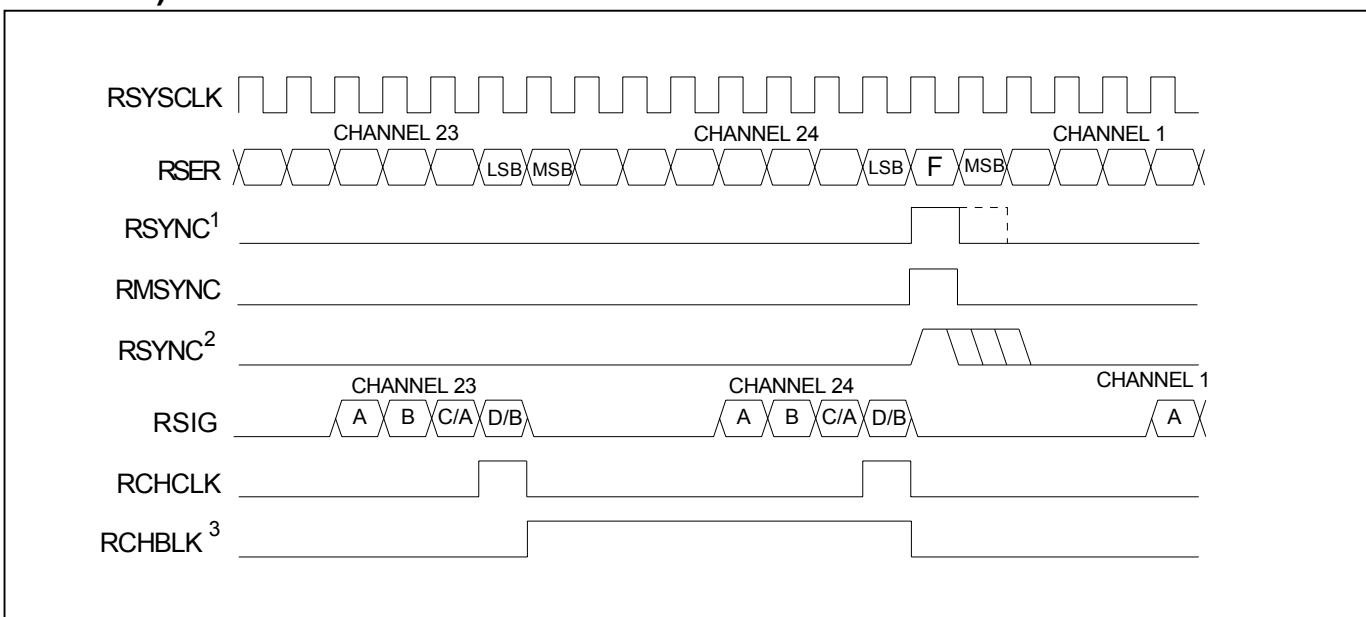 )
RSYSCLK
CHANNEL 23 CHANNEL 24 CHANNEL 1
RSER LSB MSB LSB F MSB
RSYNC1
RMSYNC
RSYNC2
CHANNEL 23 CHANNEL 24 CHANNEL 1
RSIG A B C/A D/B A B C/A D/B A
RCHCLK
RCHBLK 3